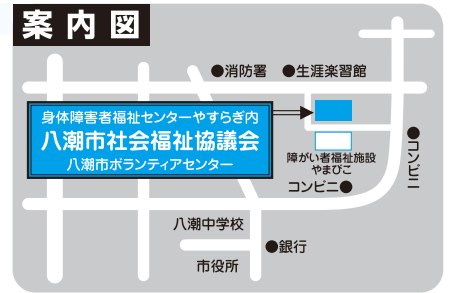 案内図
●消防署
●生涯楽習館
身体障害者福祉センターやすらぎ内
八潮市社会福祉協議会
八潮市ボランティアセンター
障がい者福祉施設
やまびこ
コンビニ●
●コンビニ
八潮中学校
●銀行
市役所